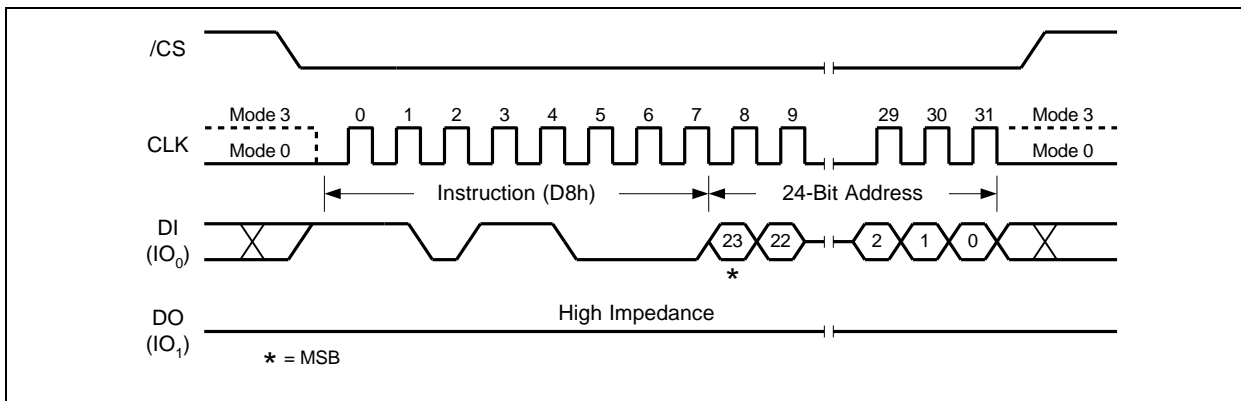 /CS
Mode 3 0 1 2 3 4 5 6 7 8 9 29 30 31 Mode 3
CLK
Mode 0 Mode 0
Instruction (D8h) 24-Bit Address
DI
(IO₀)
23 22 2 1 0
*
High Impedance
DO
(IO₁)
* = MSB